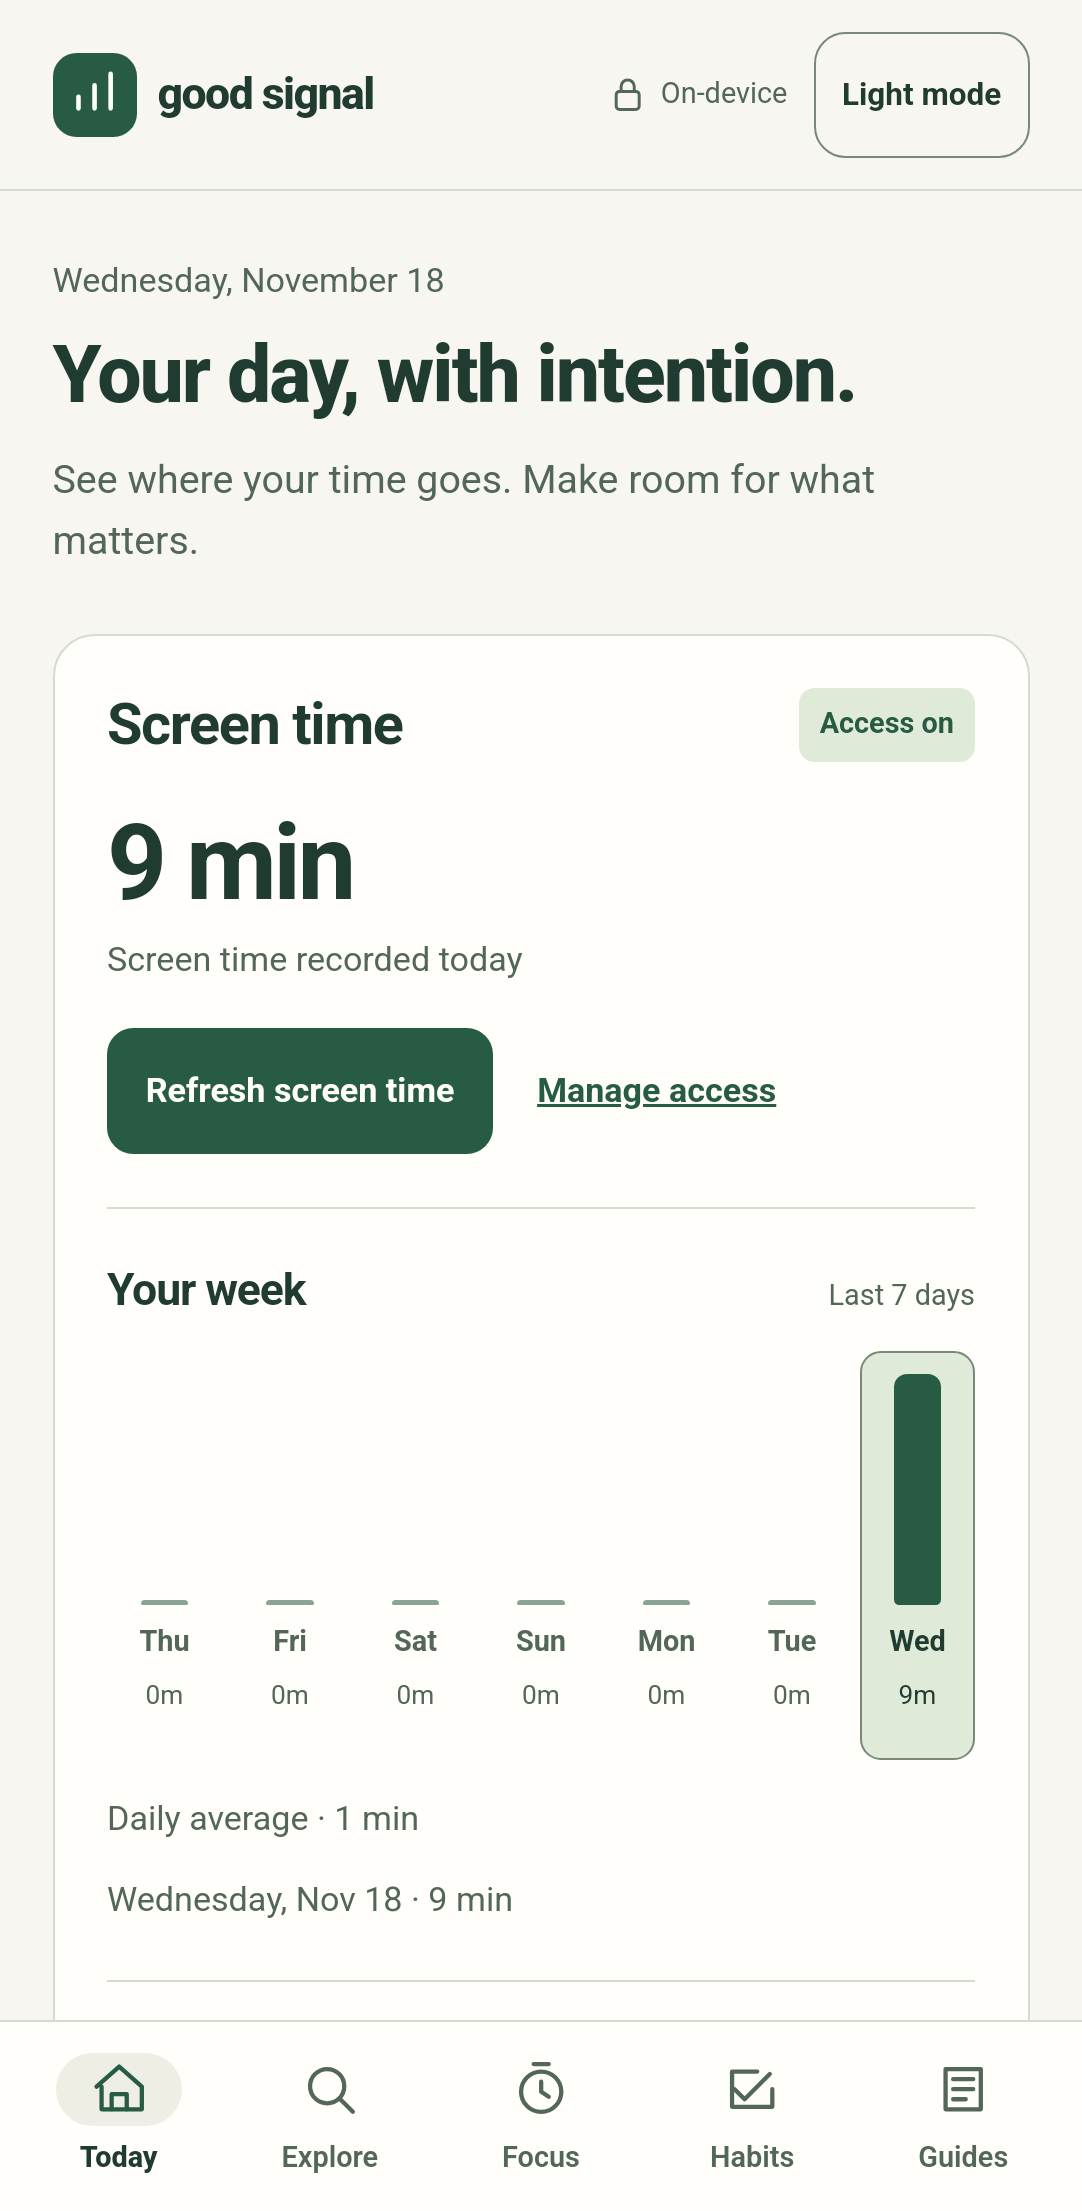 good signal
On-device
Light mode
Wednesday, November 18
Your day, with intention.
See where your time goes. Make room for what
matters.
Screen time
Access on
9 min
Screen time recorded today
Refresh screen time
Manage access
Your week
Last 7 days
Thu
Fri
Sat
Sun
Mon
Tue
Wed
0m
0m
0m
0m
0m
0m
9m
Daily average · 1 min
Wednesday, Nov 18 · 9 min
Today
Explore
Focus
Habits
Guides